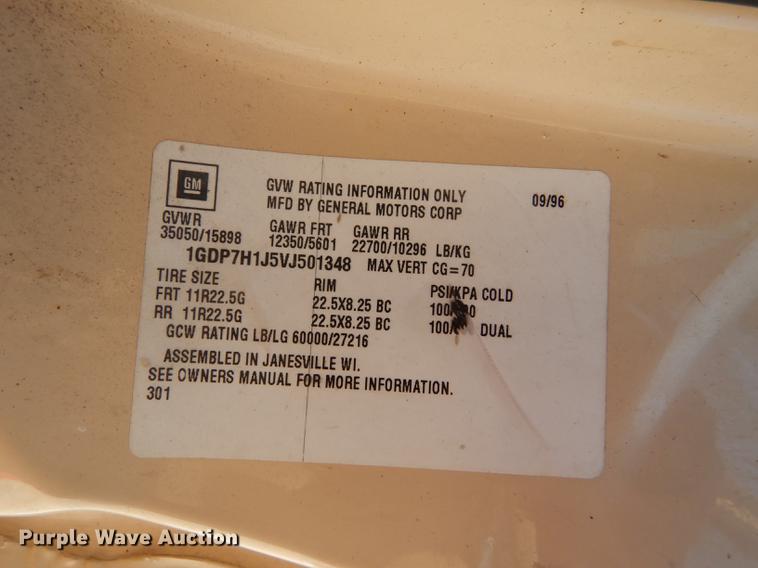 GM
GVW RATING INFORMATION ONLY 09/96
MFD BY GENERAL MOTORS CORP
GVWR GAWR FRT GAWR RR
35050/15898 12350/5601 22700/10296 LB/KG
1GDP7H1J5VJ501348 MAX VERT CG=70
TIRE SIZE RIM PSI/KPA COLD
FRT 11R22.5G 22.5X8.25 BC 100/
RR 11R22.5G 22.5X8.25 BC 100/ DUAL
GCW RATING LB/LG 60000/27216
ASSEMBLED IN JANESVILLE WI.
SEE OWNERS MANUAL FOR MORE INFORMATION.
301
Purple Wave Auction